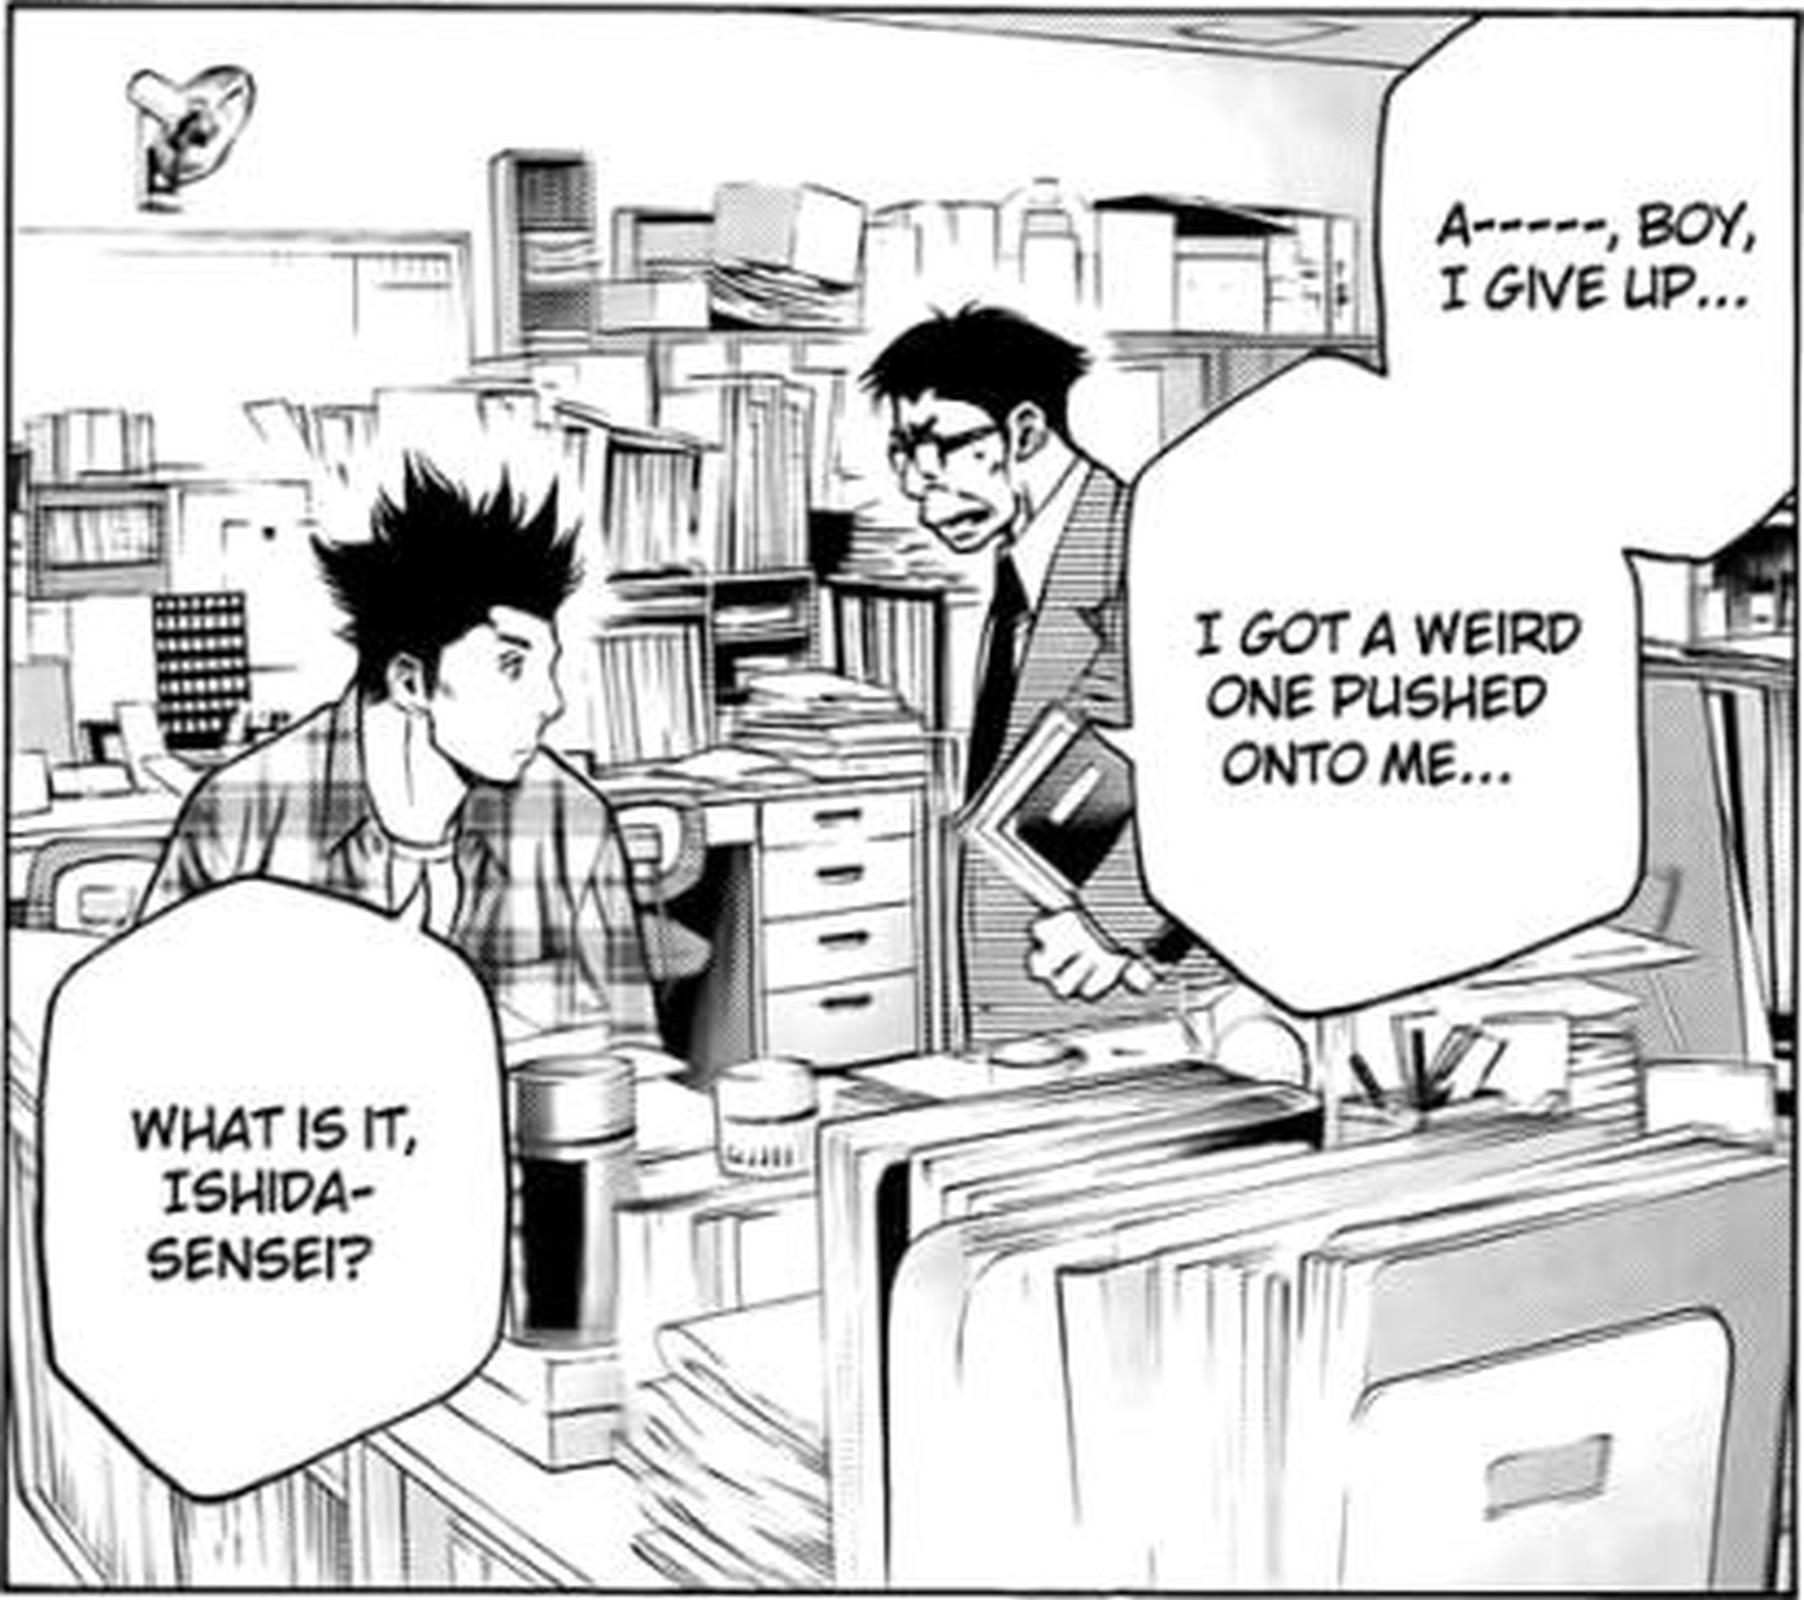 A-----, BOY,
I GIVE UP...
I GOT A WEIRD
ONE PUSHED
ONTO ME...
WHAT IS IT,
ISHIDA-
SENSEI?